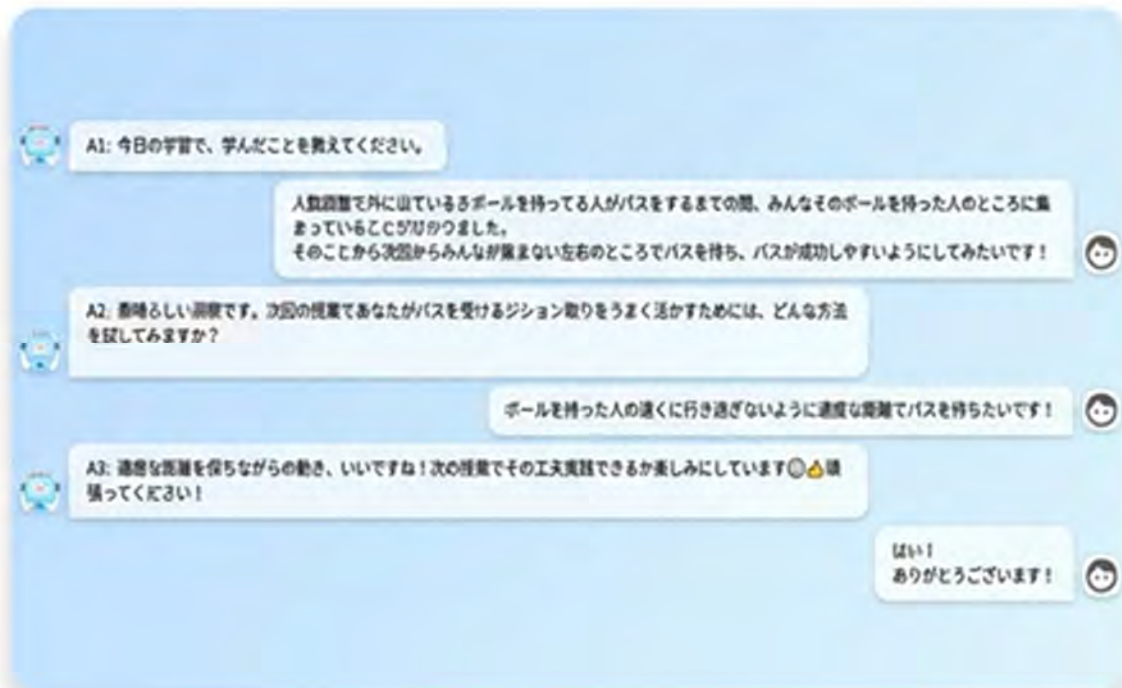 A1: 今日の学習で、学んだことを教えてください。
人数調整で外に出ているときボールを持ってる人がパスをするまでの間、みんなそのボールを持った人のところに集
まっていることが分かりました。
そのことから次回からみんなが集まない左右のところでパスを待ち、パスが成功しやすいようにしてみたいです!
A2: 素晴らしい洞察です。次回の授業であなたがパスを受けるジション取りをうまく活かすためには、どんな方法
を試してみますか?
ボールを持った人の遠くに行き過ぎないように適度な距離でパスを待ちたいです!
A3: 適度な距離を保ちながらの動き、いいですね!次の授業でその工夫実践できるか楽しみにしています👍頑
張ってください!
はい!
ありがとうございます!